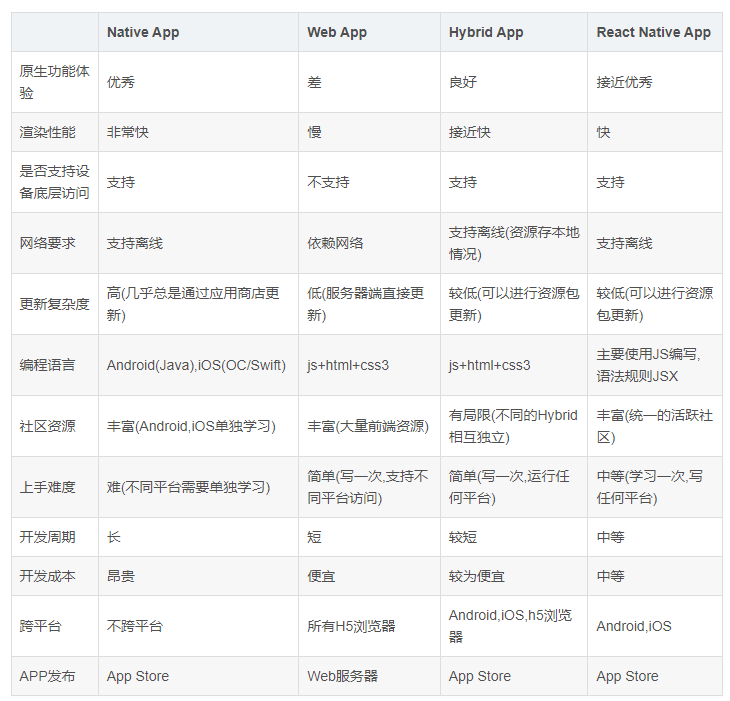 Native App Web App Hybrid App React Native App
原生功能体
验
优秀 差 良好 接近优秀
渲染性能 非常快 慢 接近快 快
是否支持设
备底层访问
支持 不支持 支持 支持
网络要求 支持离线 依赖网络
支持离线(资源存本地
情况)
支持离线
更新复杂度
高(几乎总是通过应用商店更
新)
低(服务器端直接更
新)
较低(可以进行资源包
更新)
较低(可以进行资源
包更新)
编程语言 Android(Java),iOS(OC/Swift) js+html+css3 js+html+css3
主要使用JS编写,
语法规则JSX
社区资源 丰富(Android,iOS单独学习) 丰富(大量前端资源)
有局限(不同的Hybrid
相互独立)
丰富(统一的活跃社
区)
上手难度 难(不同平台需要单独学习)
简单(写一次,支持不
同平台访问)
简单(写一次,运行任
何平台)
中等(学习一次,写
任何平台)
开发周期 长 短 较短 中等
开发成本 昂贵 便宜 较为便宜 中等
跨平台 不跨平台 所有H5浏览器
Android,iOS,h5浏览
器
Android,iOS
APP发布 App Store Web服务器 App Store App Store